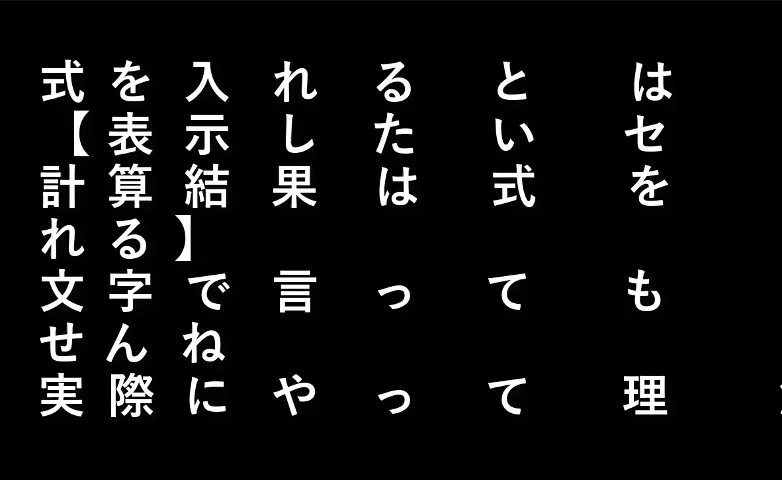 式を入れるとは
【表示したいセ
計算結果は式を
れる】
文字で言っても
せんね
実際にやって理